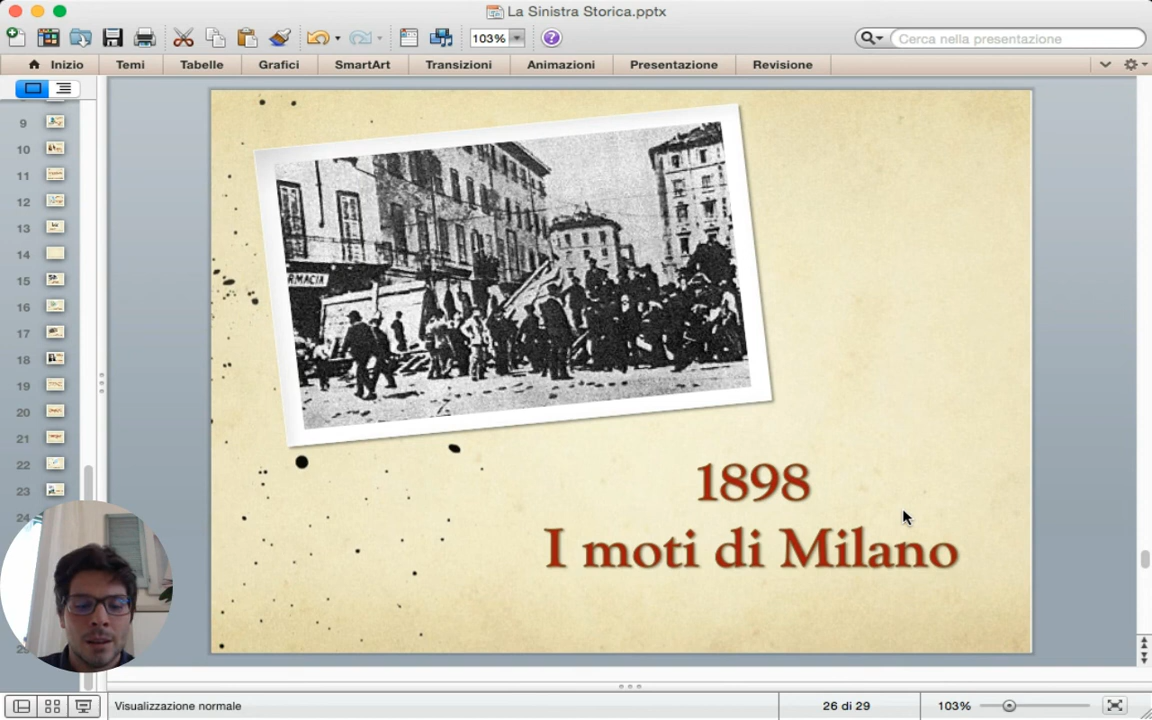 La Sinistra Storica.pptx
103%
Cerca nella presentazione
Inizio
Temi
Tabelle
Grafici
SmartArt
Transizioni
Animazioni
Presentazione
Revisione
9
10
11
12
13
14
15
16
17
18
19
20
21
22
23
24
RMACIA
1898
I moti di Milano
Visualizzazione normale
26 di 29
103%